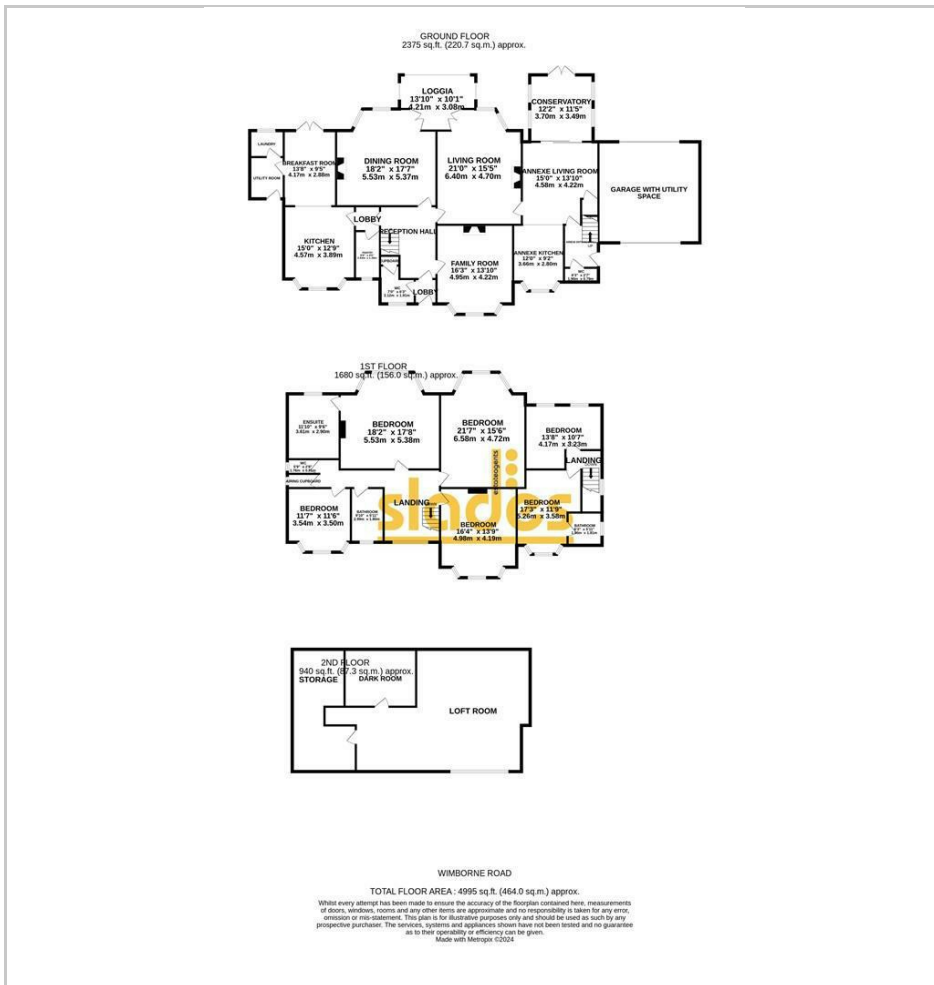 GROUND FLOOR
2375 sq.ft. (220.7 sq.m.) approx.
LOGGIA
13'10" x 10'1"
4.21m x 3.08m
CONSERVATORY
12'2" x 11'5"
3.70m x 3.49m
LAUNDRY
UTILITY ROOM
BREAKFAST ROOM
13'8" x 9'5"
4.17m x 2.88m
DINING ROOM
18'2" x 17'7"
5.53m x 5.37m
LIVING ROOM
21'0" x 15'5"
6.40m x 4.70m
ANNEXE LIVING ROOM
15'0" x 13'10"
4.58m x 4.22m
GARAGE WITH UTILITY
SPACE
LOBBY
RECEPTION HALL
KITCHEN
15'0" x 12'9"
4.57m x 3.89m
FAMILY ROOM
16'3" x 13'10"
4.95m x 4.22m
ANNEXE KITCHEN
12'0" x 9'2"
3.66m x 2.80m
CUPBOARD
WC
LOBBY
UP
WC
1ST FLOOR
1680 sq.ft. (156.0 sq.m.) approx.
ENSUITE
11'10" x 9'6"
3.61m x 2.90m
BEDROOM
18'2" x 17'8"
5.53m x 5.38m
BEDROOM
21'7" x 15'6"
6.58m x 4.72m
BEDROOM
13'8" x 10'7"
4.17m x 3.23m
LANDING
WC
AIRING CUPBOARD
BEDROOM
11'7" x 11'6"
3.54m x 3.50m
BATHROOM
LANDING
BEDROOM
16'4" x 13'9"
4.98m x 4.19m
BEDROOM
17'3" x 11'9"
5.26m x 3.58m
BATHROOM
slades
estateagents
2ND FLOOR
940 sq.ft. (87.3 sq.m.) approx.
STORAGE
DARK ROOM
LOFT ROOM
WIMBORNE ROAD
TOTAL FLOOR AREA : 4995 sq.ft. (464.0 sq.m.) approx.
Whilst every attempt has been made to ensure the accuracy of the floorplan contained here, measurements
of doors, windows, rooms and any other items are approximate and no responsibility is taken for any error,
omission or mis-statement. This plan is for illustrative purposes only and should be used as such by any
prospective purchaser. The services, systems and appliances shown have not been tested and no guarantee
as to their operability or efficiency can be given.
Made with Metropix ©2024